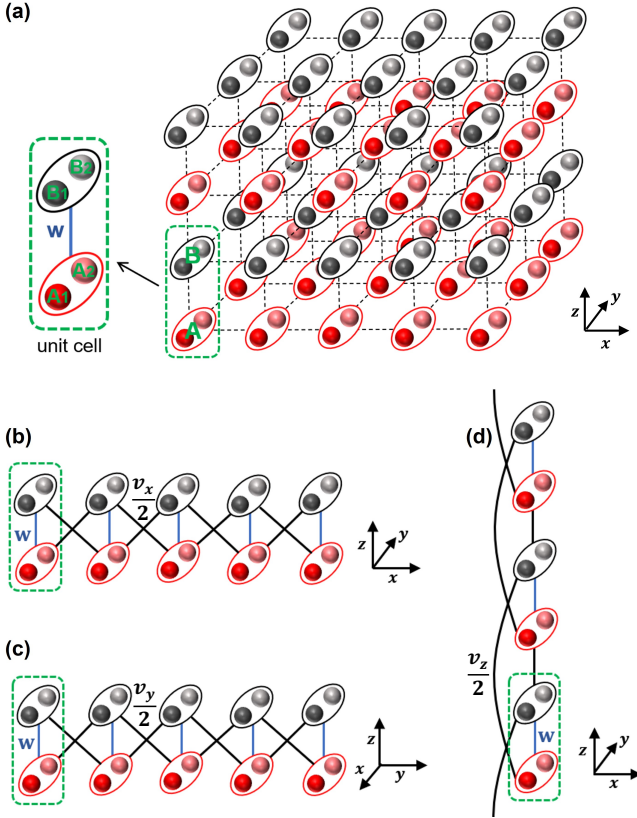 (a)
B2
B1
w
A2
A1
unit cell
B
A
z
y
x
(b)
v_x/2
w
z
y
x
(c)
v_y/2
w
z
x
y
(d)
v_z/2
w
z
y
x